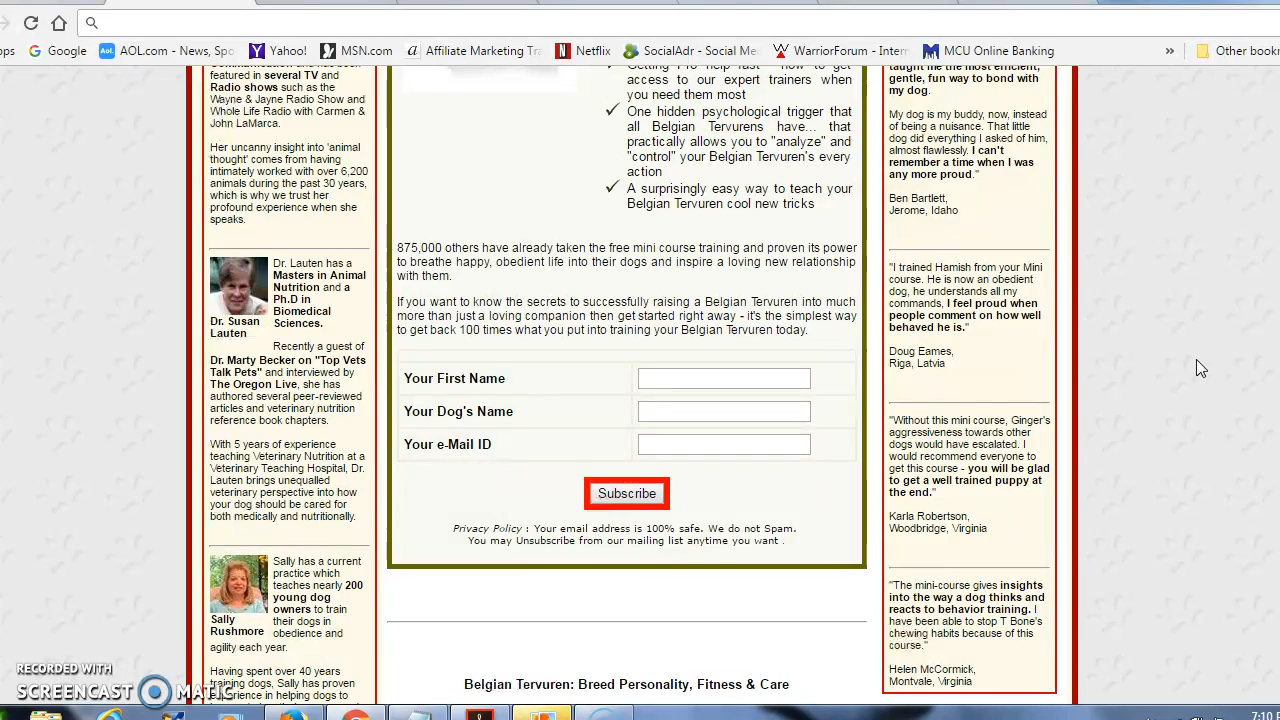 ps Google AOL.com - News, Spo Yahoo! MSN.com Affiliate Marketing Tra Netflix SocialAdr - Social Me WarriorForum - Intern MCU Online Banking » Other book
featured in several TV and
Radio shows such as the
Wayne & Jayne Radio Show and
Whole Life Radio with Carmen &
John LaMarca.
Her uncanny insight into 'animal
thought' comes from having
intimately worked with over 6,200
animals during the past 30 years,
which is why we trust her
profound experience when she
speaks.
Dr. Susan
Lauten
Dr. Lauten has a
Masters in Animal
Nutrition and a
Ph.D in
Biomedical
Sciences.
Recently a guest of
Dr. Marty Becker on "Top Vets
Talk Pets" and interviewed by
The Oregon Live, she has
authored several peer-reviewed
articles and veterinary nutrition
reference book chapters.
With 5 years of experience
teaching Veterinary Nutrition at a
Veterinary Teaching Hospital, Dr.
Lauten brings unequalled
veterinary perspective into how
your dog should be cared for
both medically and nutritionally.
Sally
Rushmore
Sally has a current
practice which
teaches nearly 200
young dog
owners to train
their dogs in
obedience and
agility each year.
Having spent over 40 years
training dogs, Sally has proven
experience in helping dogs to
access to our expert trainers when
you need them most
✓ One hidden psychological trigger that
all Belgian Tervurens have... that
practically allows you to "analyze" and
"control" your Belgian Tervuren's every
action
✓ A surprisingly easy way to teach your
Belgian Tervuren cool new tricks
875,000 others have already taken the free mini course training and proven its power
to breathe happy, obedient life into their dogs and inspire a loving new relationship
with them.
If you want to know the secrets to successfully raising a Belgian Tervuren into much
more than just a loving companion then get started right away - it's the simplest way
to get back 100 times what you put into training your Belgian Tervuren today.
Your First Name
Your Dog's Name
Your e-Mail ID
Subscribe
Privacy Policy : Your email address is 100% safe. We do not Spam.
You may Unsubscribe from our mailing list anytime you want .
Belgian Tervuren: Breed Personality, Fitness & Care
taught me the most efficient,
gentle, fun way to bond with
my dog.
My dog is my buddy, now, instead
of being a nuisance. That little
dog did everything I asked of him,
almost flawlessly. I can't
remember a time when I was
any more proud."
Ben Bartlett,
Jerome, Idaho
"I trained Hamish from your Mini
course. He is now an obedient
dog, he understands all my
commands, I feel proud when
people comment on how well
behaved he is."
Doug Eames,
Riga, Latvia
"Without this mini course, Ginger's
aggressiveness towards other
dogs would have escalated. I
would recommend everyone to
get this course - you will be glad
to get a well trained puppy at
the end."
Karla Robertson,
Woodbridge, Virginia
"The mini-course gives insights
into the way a dog thinks and
reacts to behavior training. I
have been able to stop T Bone's
chewing habits because of this
course."
Helen McCormick,
Montvale, Virginia
RECORDED WITH
SCREENCAST MATIC
7:10